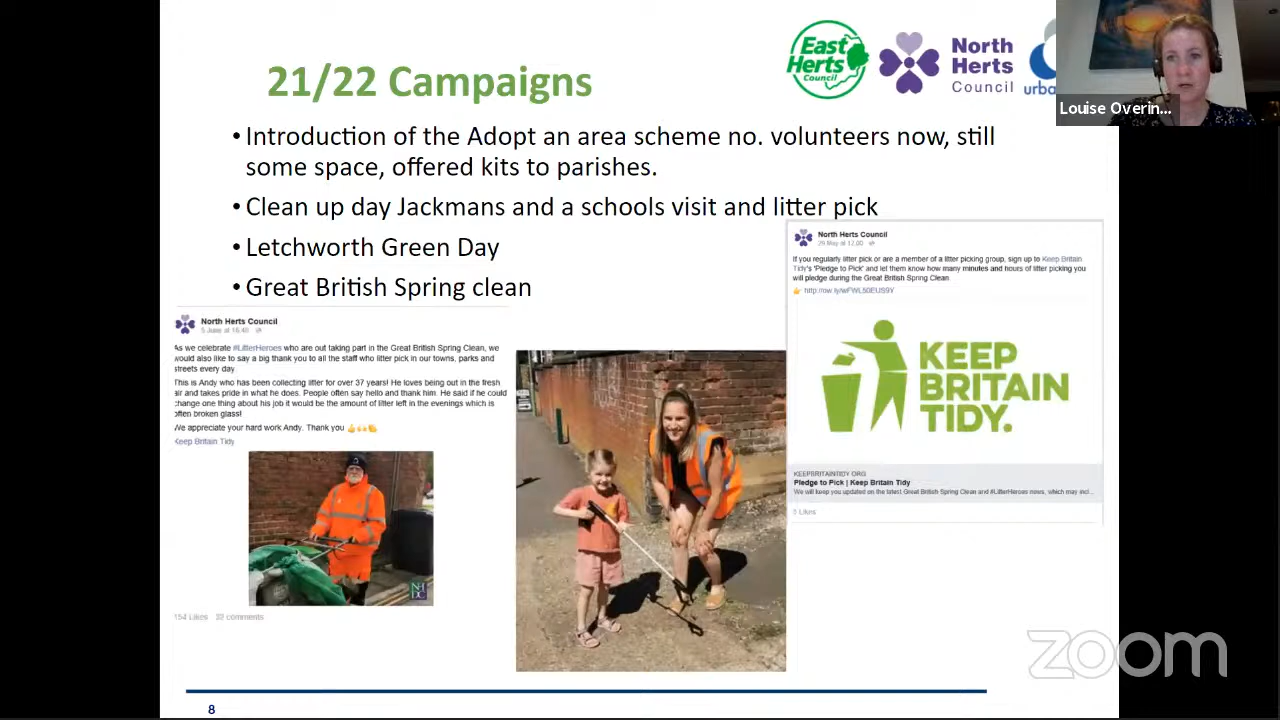 21/22 Campaigns
East
Herts
Council
North
Herts
Council
urba
Louise Overin...
• Introduction of the Adopt an area scheme no. volunteers now, still
some space, offered kits to parishes.
• Clean up day Jackmans and a schools visit and litter pick
• Letchworth Green Day
• Great British Spring clean
North Herts Council
5 June at 16:40
As we celebrate #LitterHeroes who are out taking part in the Great British Spring Clean, we
would also like to say a big thank you to all the staff who litter pick in our towns, parks and
streets every day.
This is Andy who has been collecting litter for over 37 years! He loves being out in the fresh
air and takes pride in what he does. People often say hello and thank him. He said if he could
change one thing about his job it would be the amount of litter left in the evenings which is
often broken glass!
We appreciate your hard work Andy. Thank you 👍🙌👏
Keep Britain Tidy
NH
DC
154 Likes 32 comments
North Herts Council
29 May at 12:00
If you regularly litter pick or are a member of a litter picking group, sign up to Keep Britain
Tidy's 'Pledge to Pick' and let them know how many minutes and hours of litter picking you
will pledge during the Great British Spring Clean
👉 http://ow.ly/wFWL50EUS9Y
KEEP
BRITAIN
TIDY.
KEEPBRITAINTIDY.ORG
Pledge to Pick | Keep Britain Tidy
We will keep you updated on the latest Great British Spring Clean and #LitterHeroes news, which may incl...
Likes
zoom
8